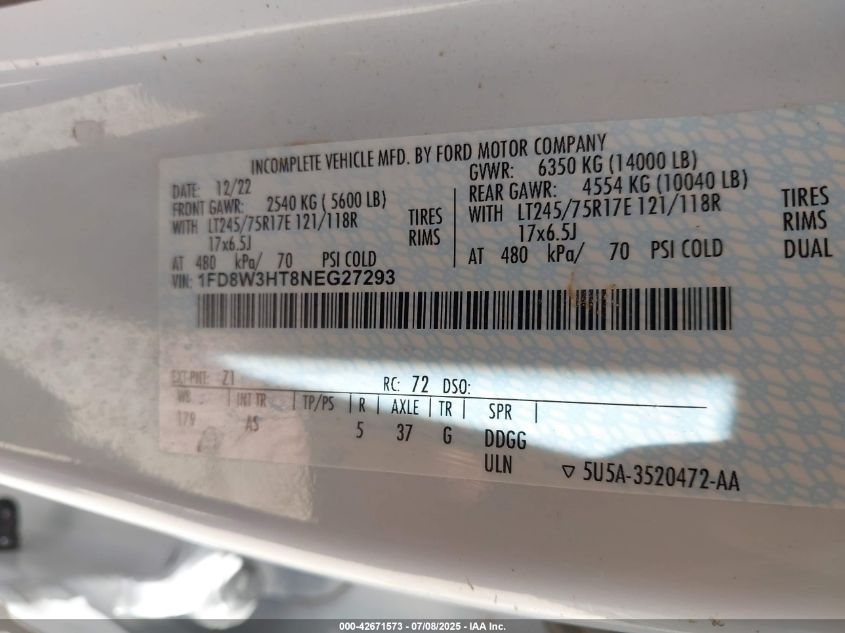 INCOMPLETE VEHICLE MFD. BY FORD MOTOR COMPANY
DATE: 12/22
GVWR: 6350 KG (14000 LB)
FRONT GAWR: 2540 KG ( 5600 LB)
REAR GAWR: 4554 KG (10040 LB)
WITH LT245/75R17E 121/118R TIRES
WITH LT245/75R17E 121/118R TIRES
17x6.5J RIMS
17x6.5J RIMS
AT 480 kPa/ 70 PSI COLD
AT 480 kPa/ 70 PSI COLD DUAL
VIN: 1FD8W3HT8NEG27293
EXT PNT: Z1 RC: 72 DSO:
WB INT TR TP/PS R AXLE TR SPR
179 AS 5 37 G DDGG
ULN
5U5A-3520472-AA
000-42671573 - 07/08/2025 - IAA Inc.